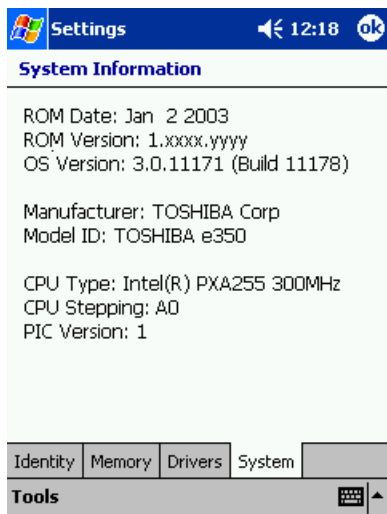 Settings 12:18 ok
System Information
ROM Date: Jan 2 2003
ROM Version: 1.xxxx.yyyy
OS Version: 3.0.11171 (Build 11178)
Manufacturer: TOSHIBA Corp
Model ID: TOSHIBA e350
CPU Type: Intel(R) PXA255 300MHz
CPU Stepping: A0
PIC Version: 1
Identity Memory Drivers System
Tools